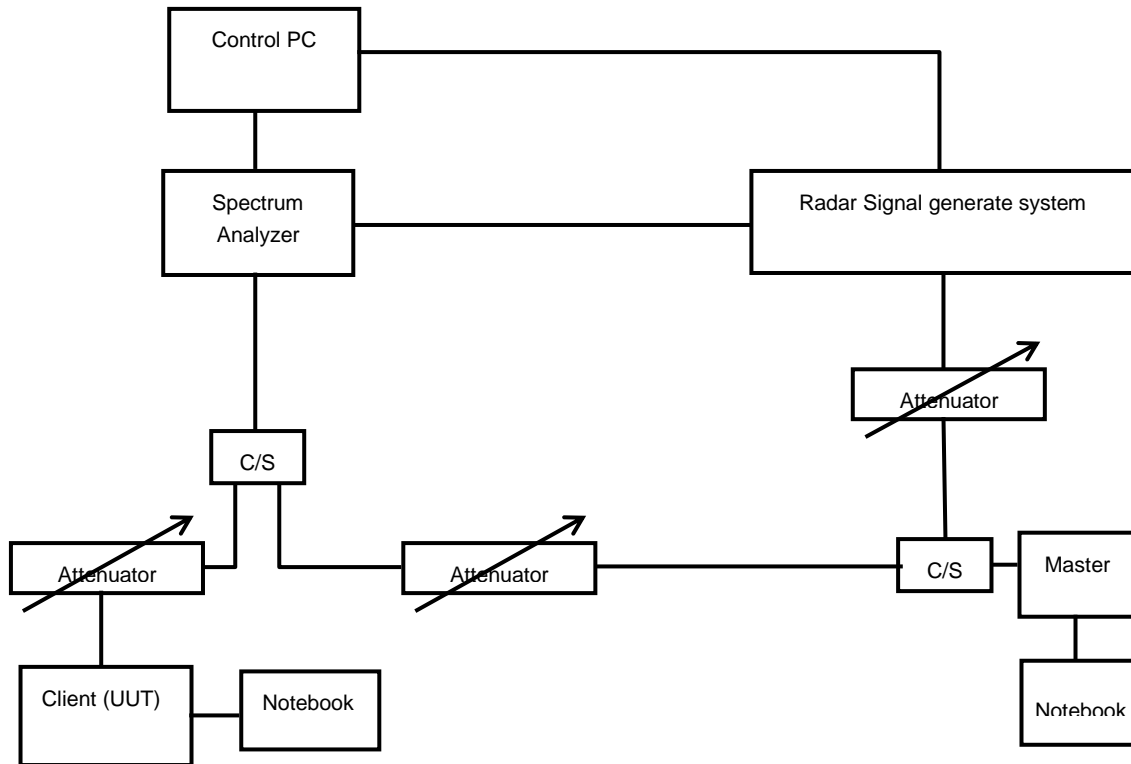 Control PC
Spectrum
Analyzer
Radar Signal generate system
Attenuator
C/S
Attenuator
Attenuator
C/S
Master
Client (UUT)
Notebook
Notebook